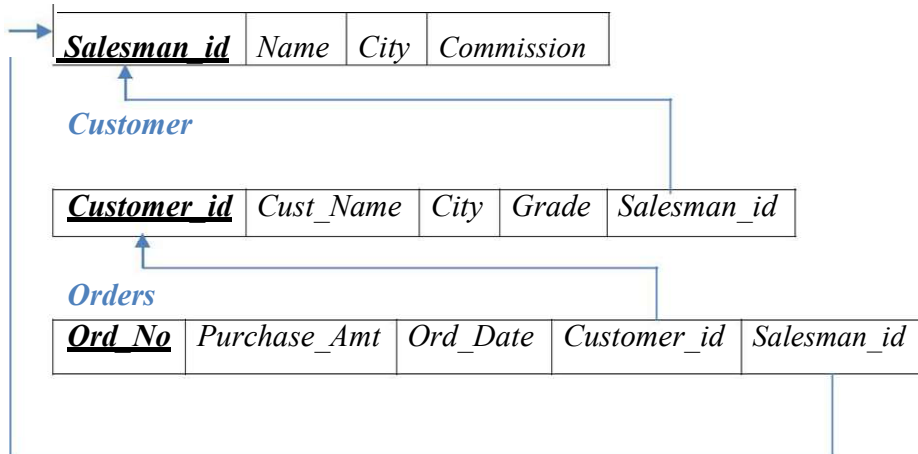 Salesman_id Name City Commission
Customer
Customer_id Cust_Name City Grade Salesman_id
Orders
Ord_No Purchase_Amt Ord_Date Customer_id Salesman_id